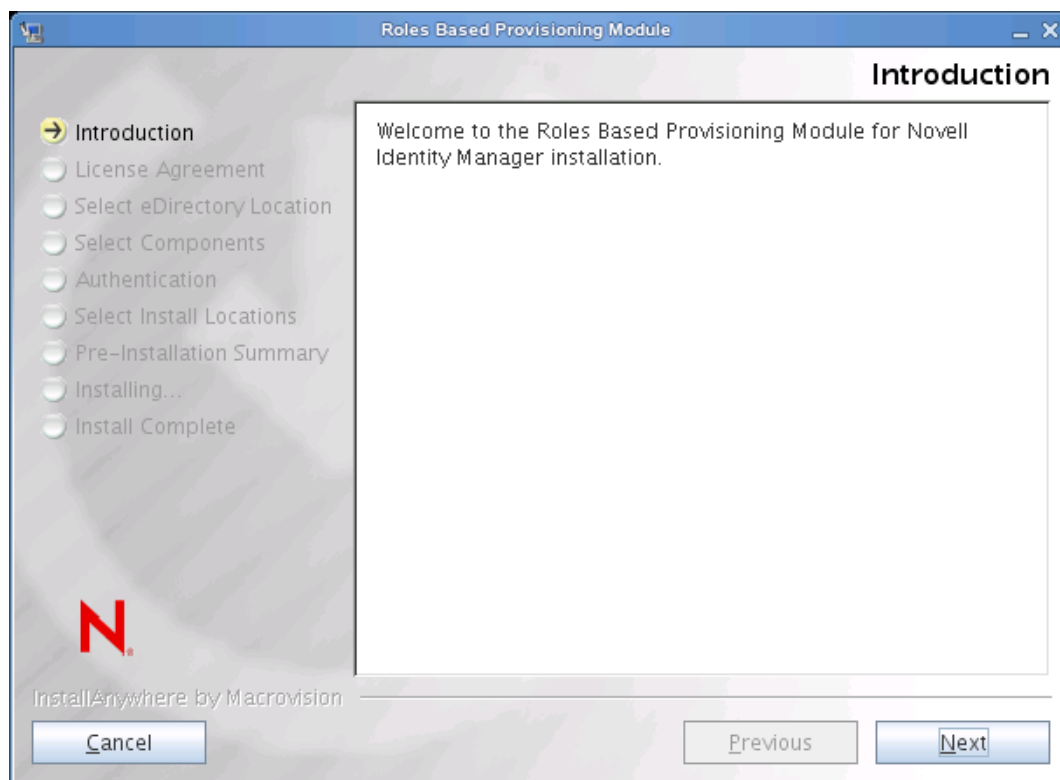 Roles Based Provisioning Module
Introduction
Introduction
License Agreement
Select eDirectory Location
Select Components
Authentication
Select Install Locations
Pre-Installation Summary
Installing...
Install Complete
Welcome to the Roles Based Provisioning Module for Novell
Identity Manager installation.
N
InstallAnywhere by Macrovision
Cancel
Previous
Next